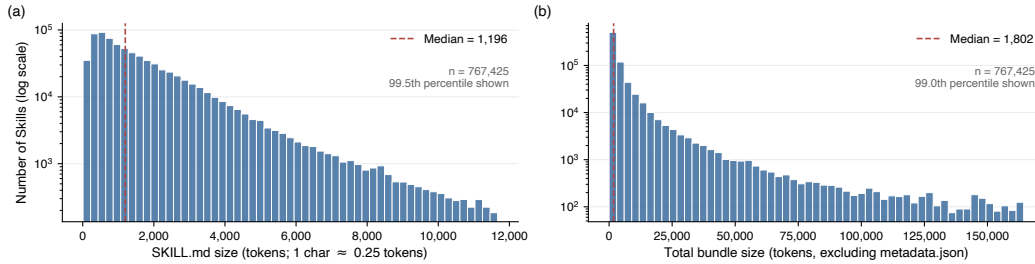 (a)
Number of Skills (log scale)
10⁵
10⁴
10³
Median = 1,196
n = 767,425
99.5th percentile shown
0 2,000 4,000 6,000 8,000 10,000 12,000
SKILL.md size (tokens; 1 char ≈ 0.25 tokens)
(b)
10⁵
10⁴
10³
10²
Median = 1,802
n = 767,425
99.0th percentile shown
0 25,000 50,000 75,000 100,000 125,000 150,000
Total bundle size (tokens, excluding metadata.json)